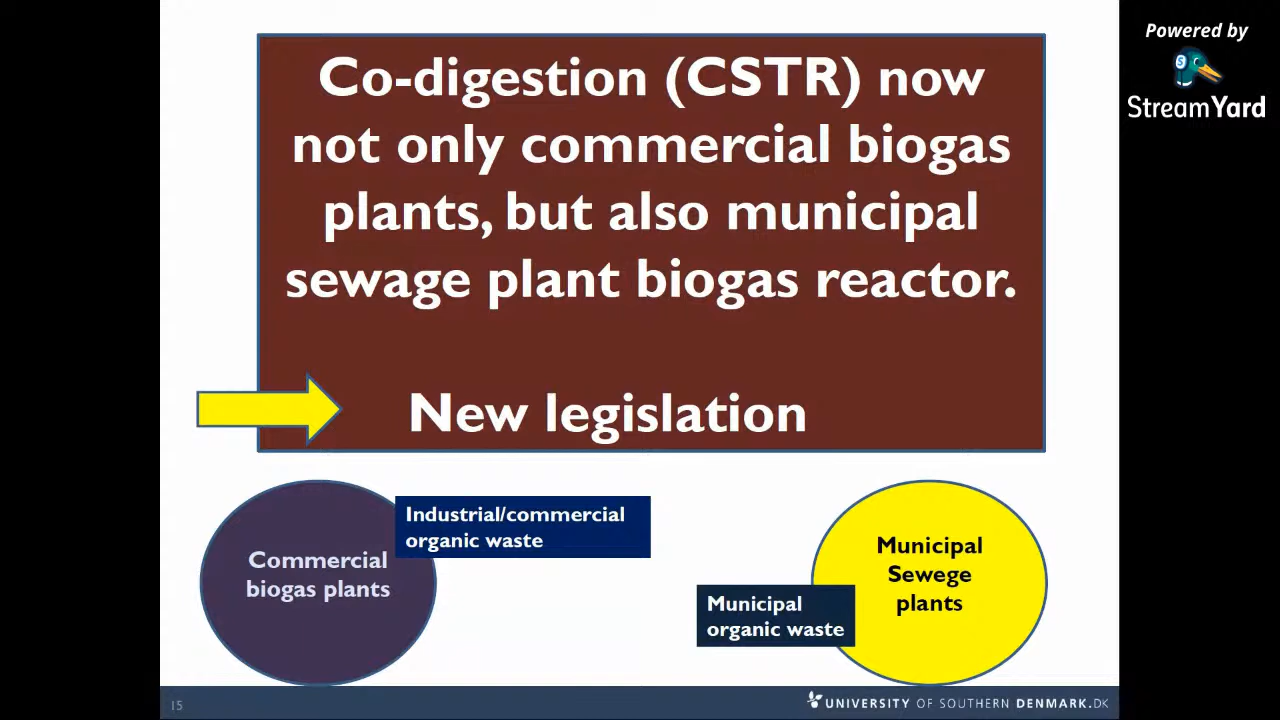 Powered by
StreamYard
Co-digestion (CSTR) now
not only commercial biogas
plants, but also municipal
sewage plant biogas reactor.
New legislation
Industrial/commercial
organic waste
Commercial
biogas plants
Municipal
Sewege
plants
Municipal
organic waste
15
UNIVERSITY OF SOUTHERN DENMARK.DK